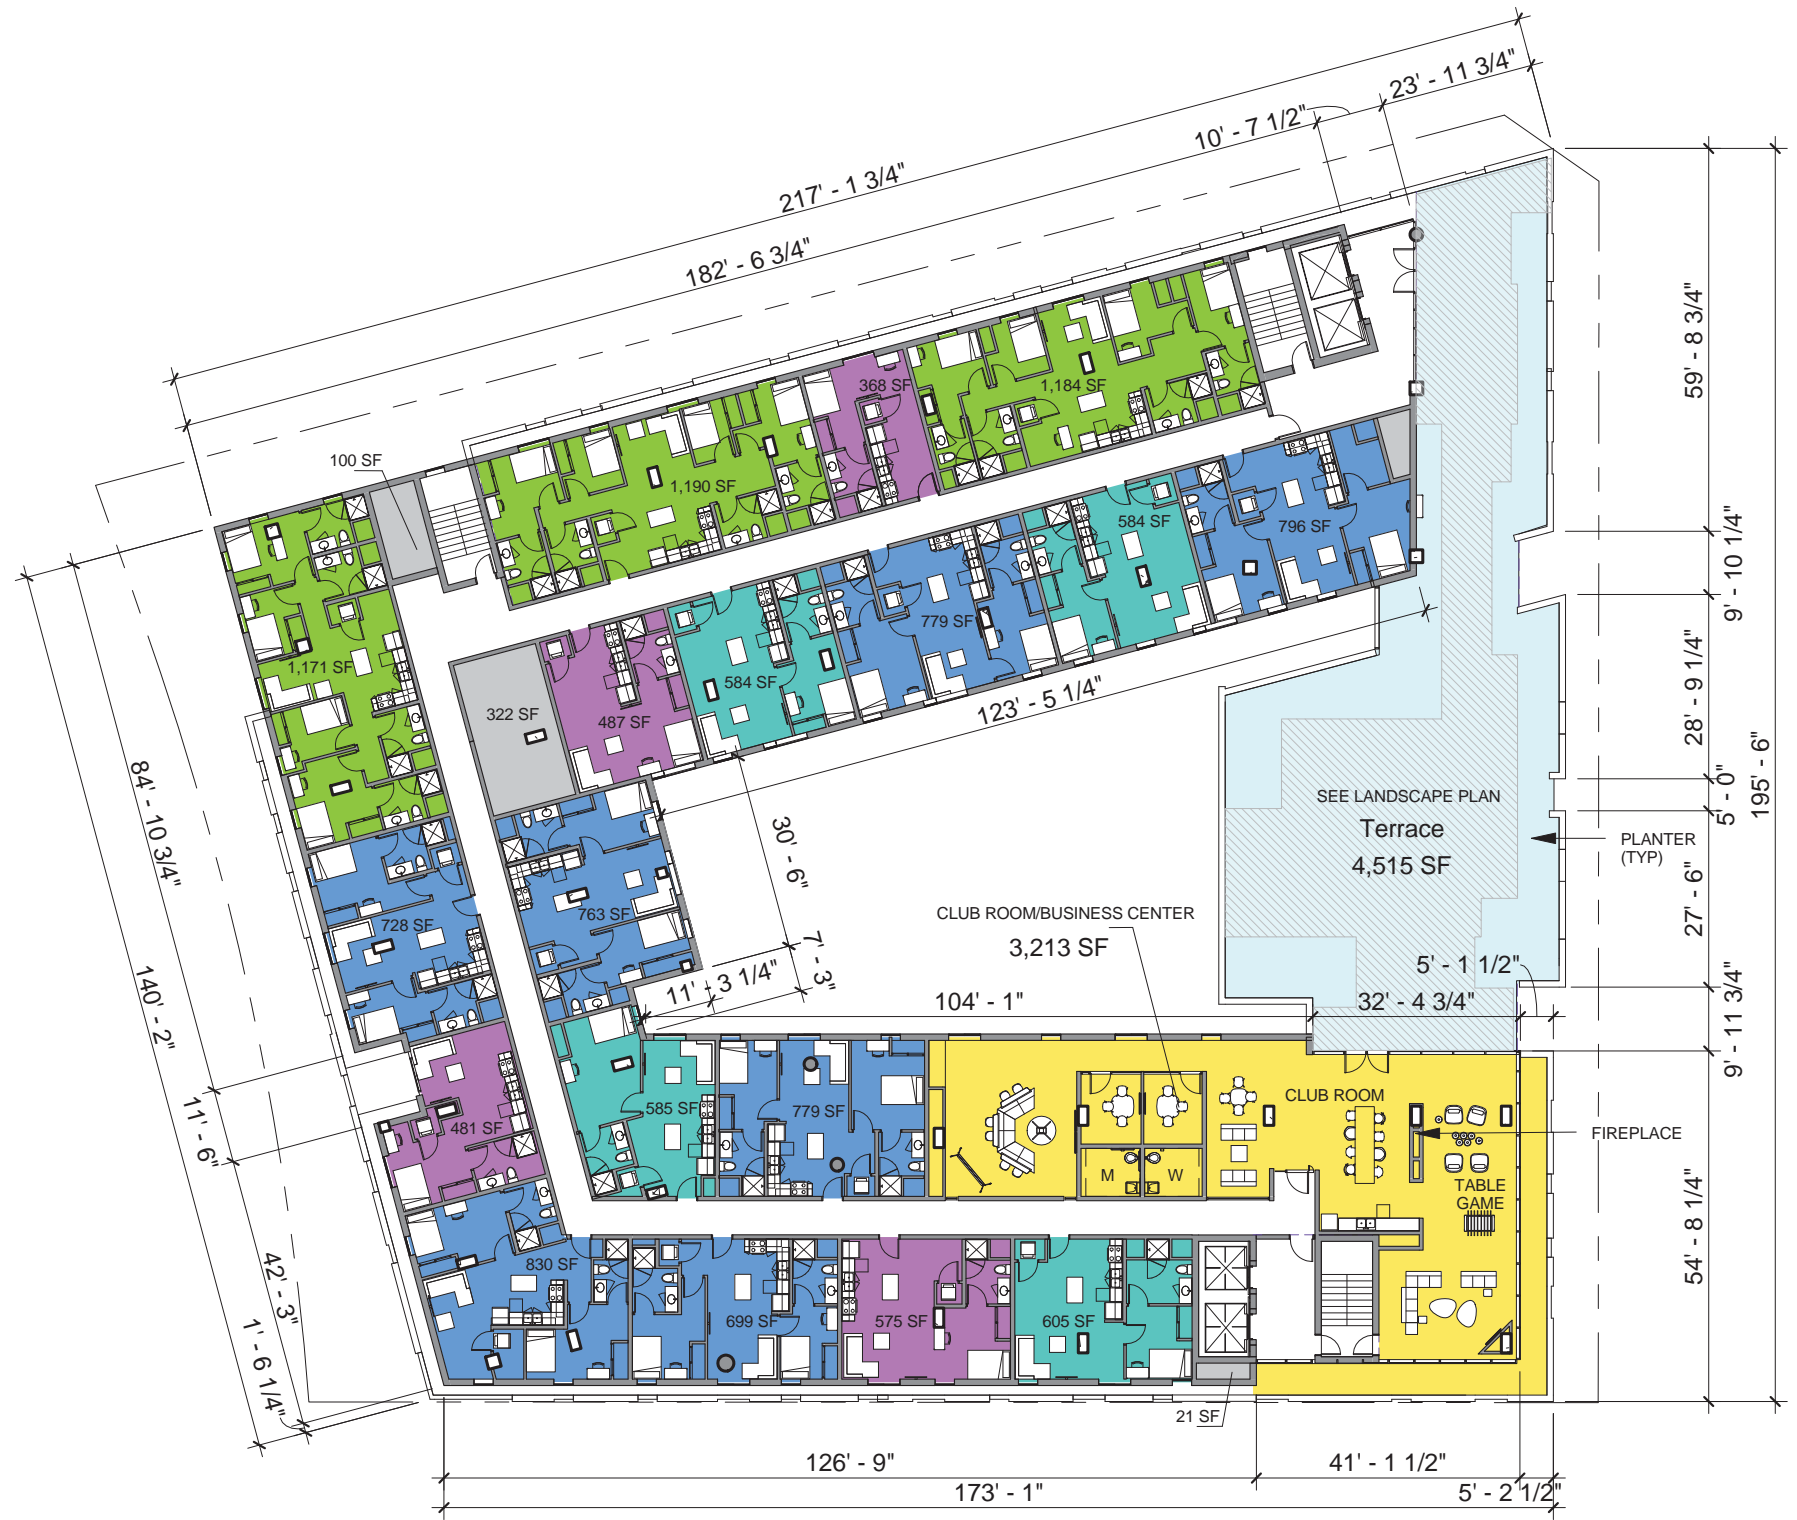 23' - 11 3/4"
10' - 7 1/2"
217' - 1 3/4"
182' - 6 3/4"
368 SF
1,184 SF
100 SF
1,190 SF
584 SF
796 SF
59' - 8 3/4"
9' - 10 1/4"
1,171 SF
779 SF
584 SF
487 SF
322 SF
123' - 5 1/4"
28' - 9 1/4"
5' - 0"
195' - 6"
84' - 10 3/4"
30' - 6"
SEE LANDSCAPE PLAN
Terrace
4,515 SF
PLANTER
(TYP)
27' - 6"
728 SF
763 SF
CLUB ROOM/BUSINESS CENTER
3,213 SF
7' - 3"
11' - 3 1/4"
5' - 1 1/2"
140' - 2"
104' - 1"
32' - 4 3/4"
9' - 11 3/4"
11' - 6"
481 SF
585 SF
779 SF
CLUB ROOM
FIREPLACE
M
W
TABLE
GAME
54' - 8 1/4"
42' - 3"
830 SF
699 SF
575 SF
605 SF
1' - 6 1/4"
21 SF
126' - 9"
41' - 1 1/2"
173' - 1"
5' - 2 1/2"